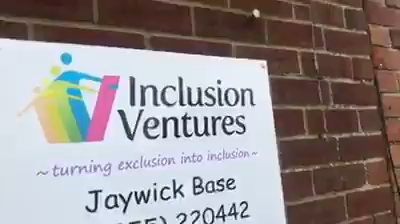 Inclusion
Ventures
~turning exclusion into inclusion~
Jaywick Base
220442